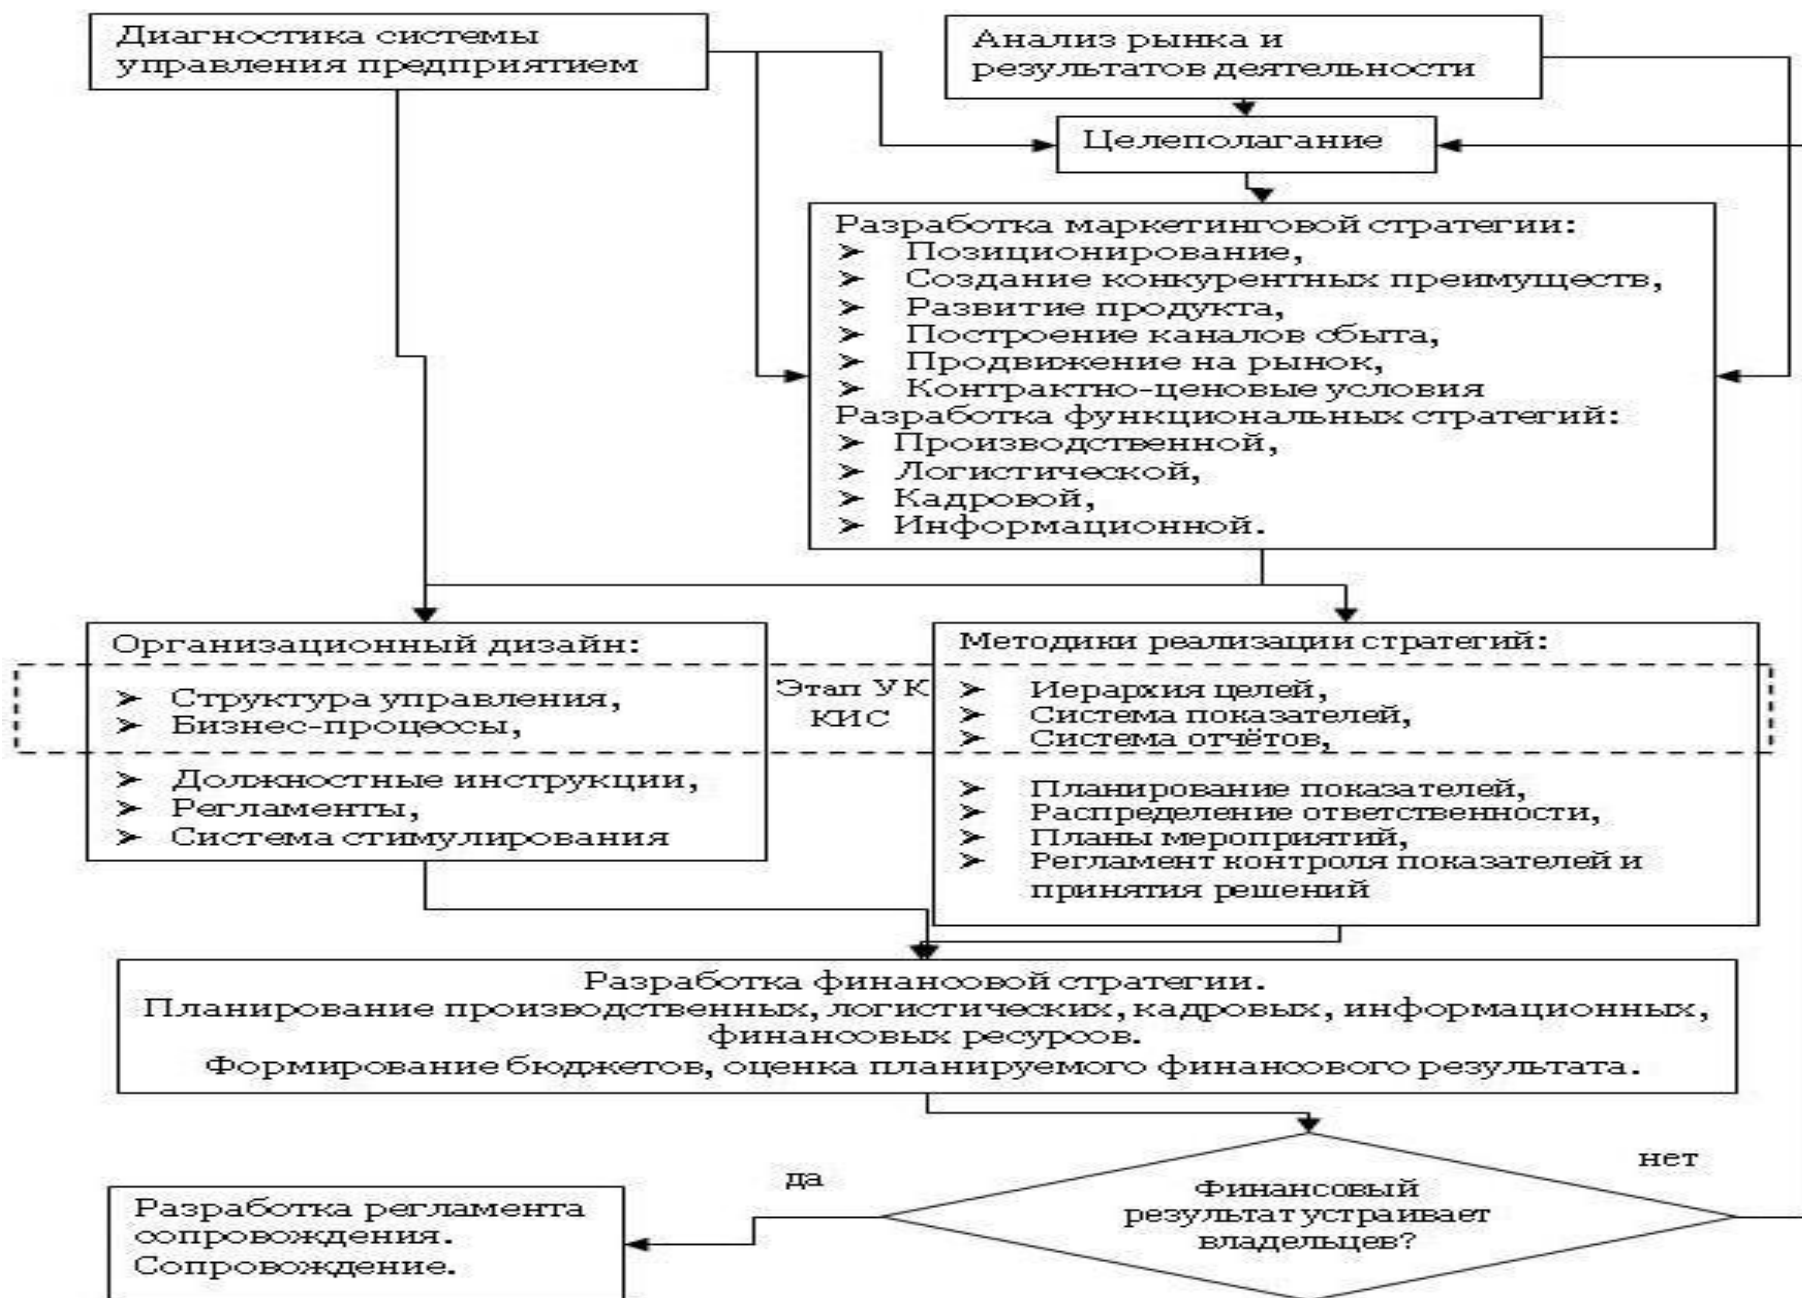 Диагностика системы
управления предприятием
Анализ рынка и
результатов деятельности
Целеполагание
Разработка маркетинговой стратегии:
➤ Позиционирование,
➤ Создание конкурентных преимуществ,
➤ Развитие продукта,
➤ Построение каналов сбыта,
➤ Продвижение на рынок,
➤ Контрактно-ценовые условия
Разработка функциональных стратегий:
➤ Производственной,
➤ Логистической,
➤ Кадровой,
➤ Информационной.
Организационный дизайн:
➤ Структура управления,
➤ Бизнес-процессы,
➤ Должностные инструкции,
➤ Регламенты,
➤ Система стимулирования
Этап УК
КИС
Методики реализации стратегий:
➤ Иерархия целей,
➤ Система показателей,
➤ Система отчётов,
➤ Планирование показателей,
➤ Распределение ответственности,
➤ Планы мероприятий,
➤ Регламент контроля показателей и
принятия решений
Разработка финансовой стратегии.
Планирование производственных, логистических, кадровых, информационных,
финансовых ресурсов.
Формирование бюджетов, оценка планируемого финансового результата.
да
нет
Финансовый
результат устраивает
владельцев?
Разработка регламента
сопровождения.
Сопровождение.